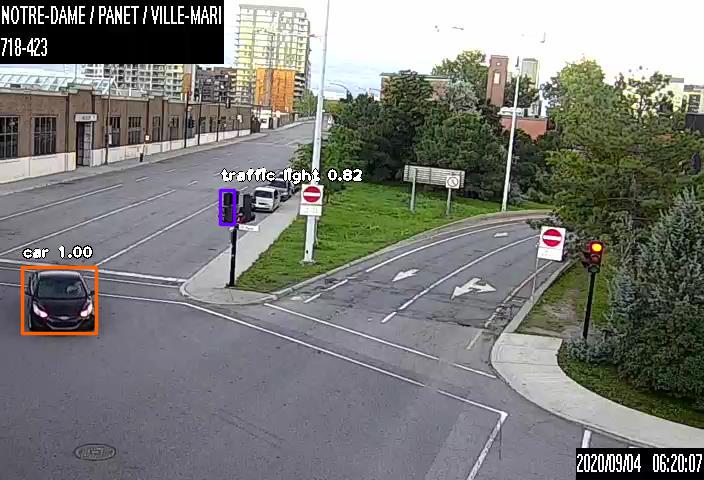 NOTRE-DAME / PANET / VILLE-MARI
718-423
traffic light 0.82
car 1.00
2020/09/04 06:20:07